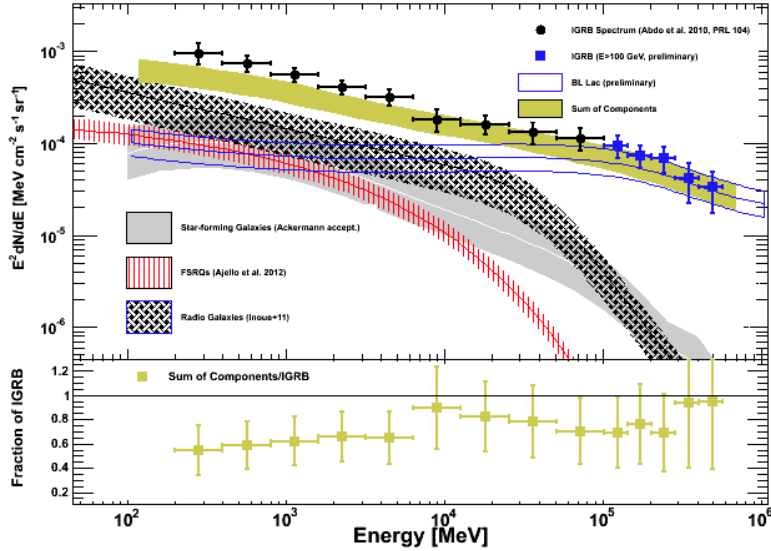 E² dN/dE [MeV cm⁻² s⁻¹ sr⁻¹]
10⁻³
10⁻⁴
10⁻⁵
10⁻⁶
IGRB Spectrum (Abdo et al. 2010, PRL 104)
IGRB (E>100 GeV, preliminary)
BL Lac (preliminary)
Sum of Components
Star-forming Galaxies (Ackermann accept.)
FSRQs (Ajello et al. 2012)
Radio Galaxies (Inoue+11)
Fraction of IGRB
1.2
1
0.8
0.6
0.4
0.2
Sum of Components/IGRB
10² 10³ 10⁴ 10⁵ 10⁶
Energy [MeV]